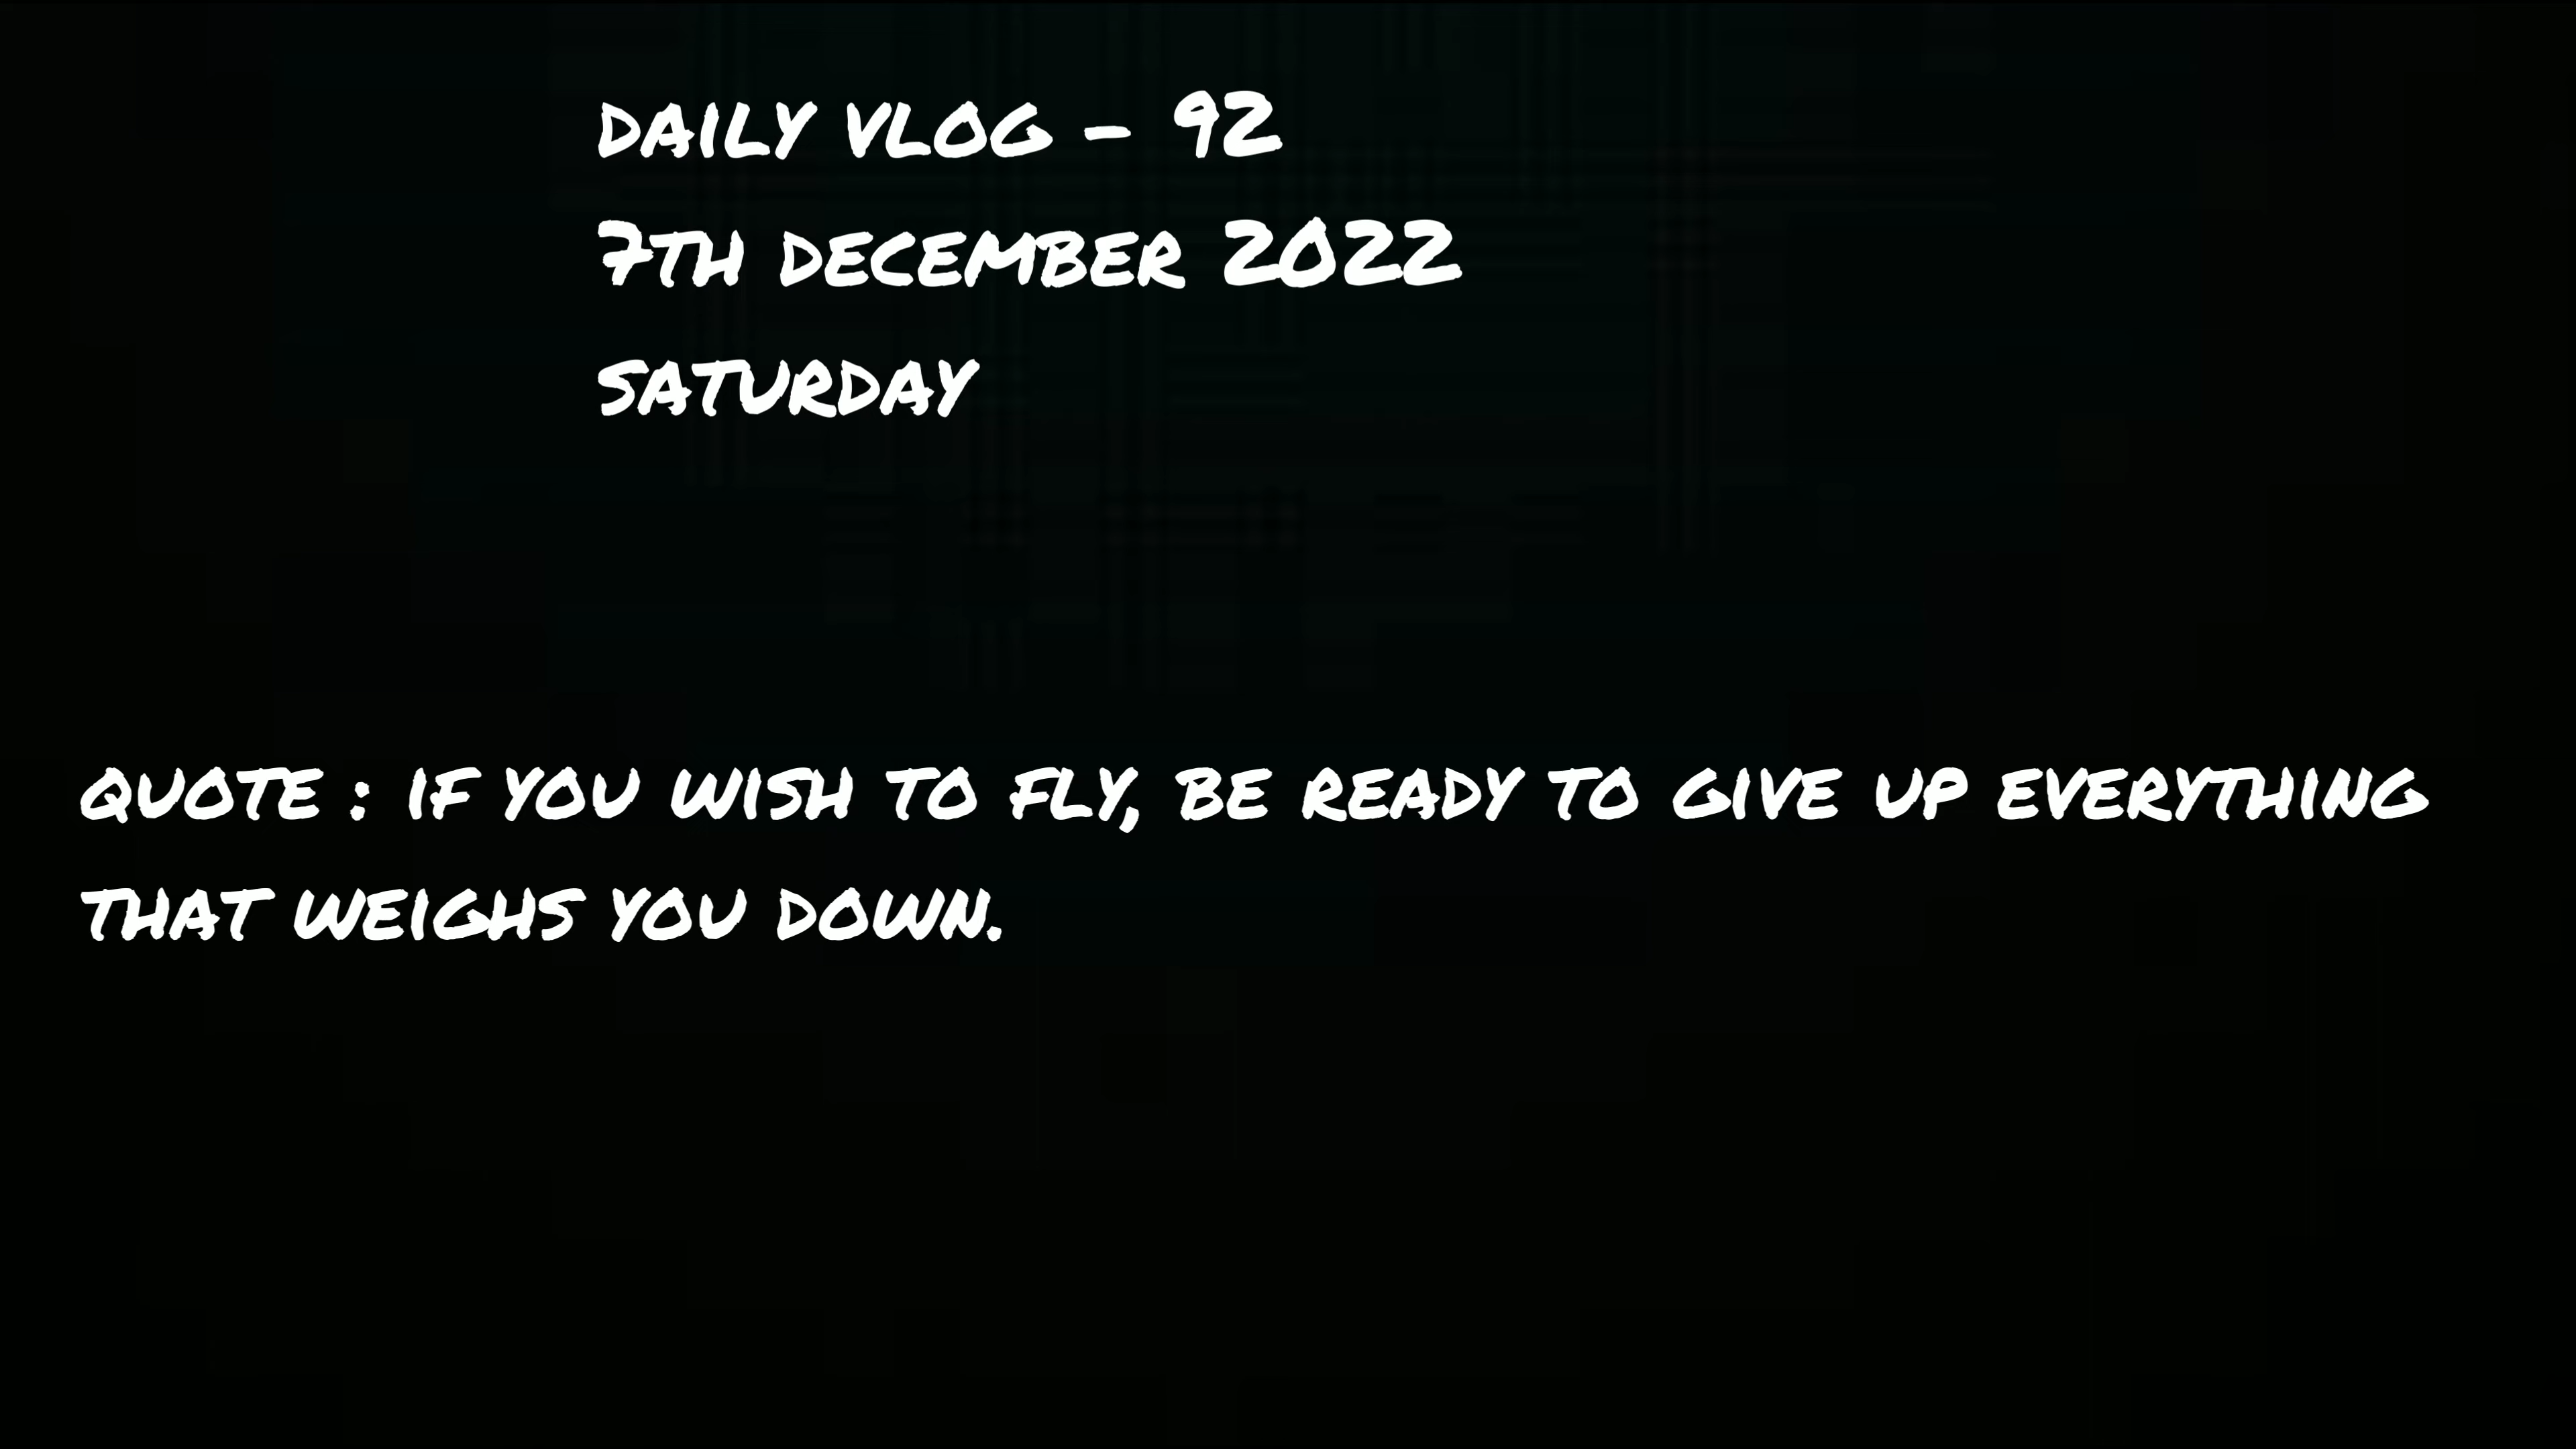 DAILY VLOG - 92
7TH DECEMBER 2022
SATURDAY
QUOTE : IF YOU WISH TO FLY, BE READY TO GIVE UP EVERYTHING
THAT WEIGHS YOU DOWN.